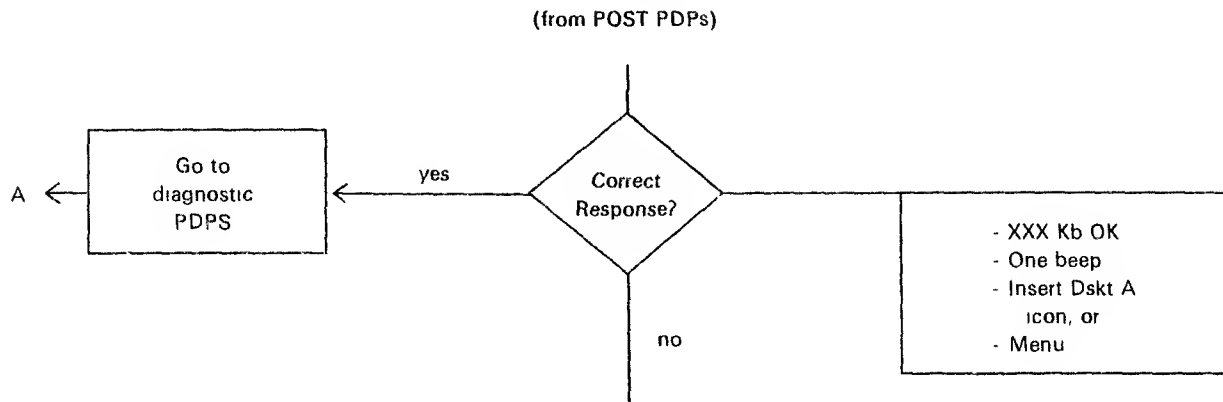 (from POST PDPs)
A
Go to
diagnostic
PDPS
yes
Correct
Response?
- XXX Kb OK
- One beep
- Insert Dskt A
icon, or
- Menu
no